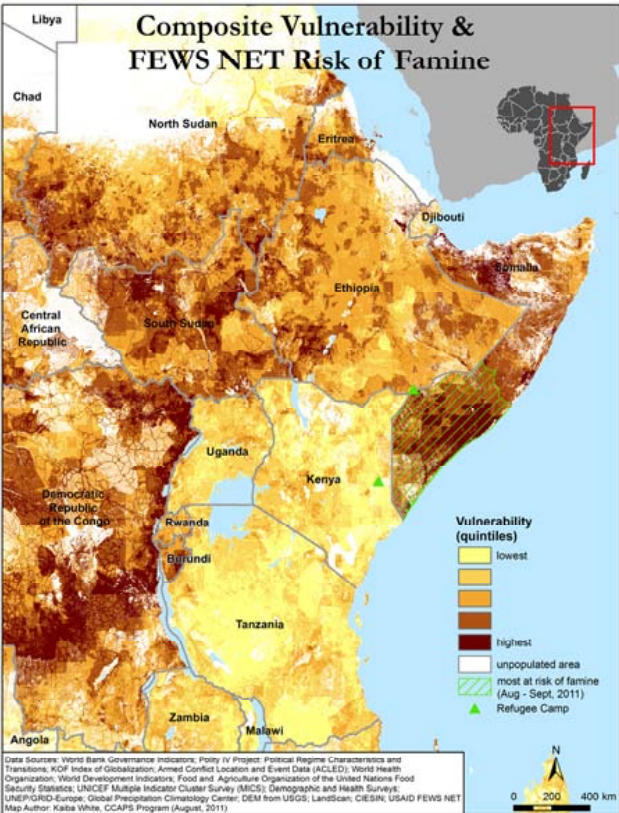 Composite Vulnerability &
FEWS NET Risk of Famine
Libya
Chad
North Sudan
Eritrea
Djibouti
Somalia
Ethiopia
South Sudan
Central
African
Republic
Uganda
Kenya
Democratic
Republic
of the Congo
Rwanda
Burundi
Tanzania
Zambia
Malawi
Angola
Vulnerability
(quintiles)
lowest
highest
unpopulated area
most at risk of famine
(Aug - Sept, 2011)
Refugee Camp
N
0 200 400 km
Data Sources: World Bank Governance Indicators; Polity IV Project: Political Regime Characteristics and
Transitions; KOF Index of Globalization; Armed Conflict Location and Event Data (ACLED); World Health
Organization; World Development Indicators; Food and Agriculture Organization of the United Nations Food
Security Statistics; UNICEF Multiple Indicator Cluster Survey (MICS); Demographic and Health Surveys;
UNEP/GRID-Europe; Global Precipitation Climatology Center; DEM from USGS; LandScan; CIESIN; USAID FEWS NET
Map Author: Kaiba White, CCAPS Program (August, 2011)